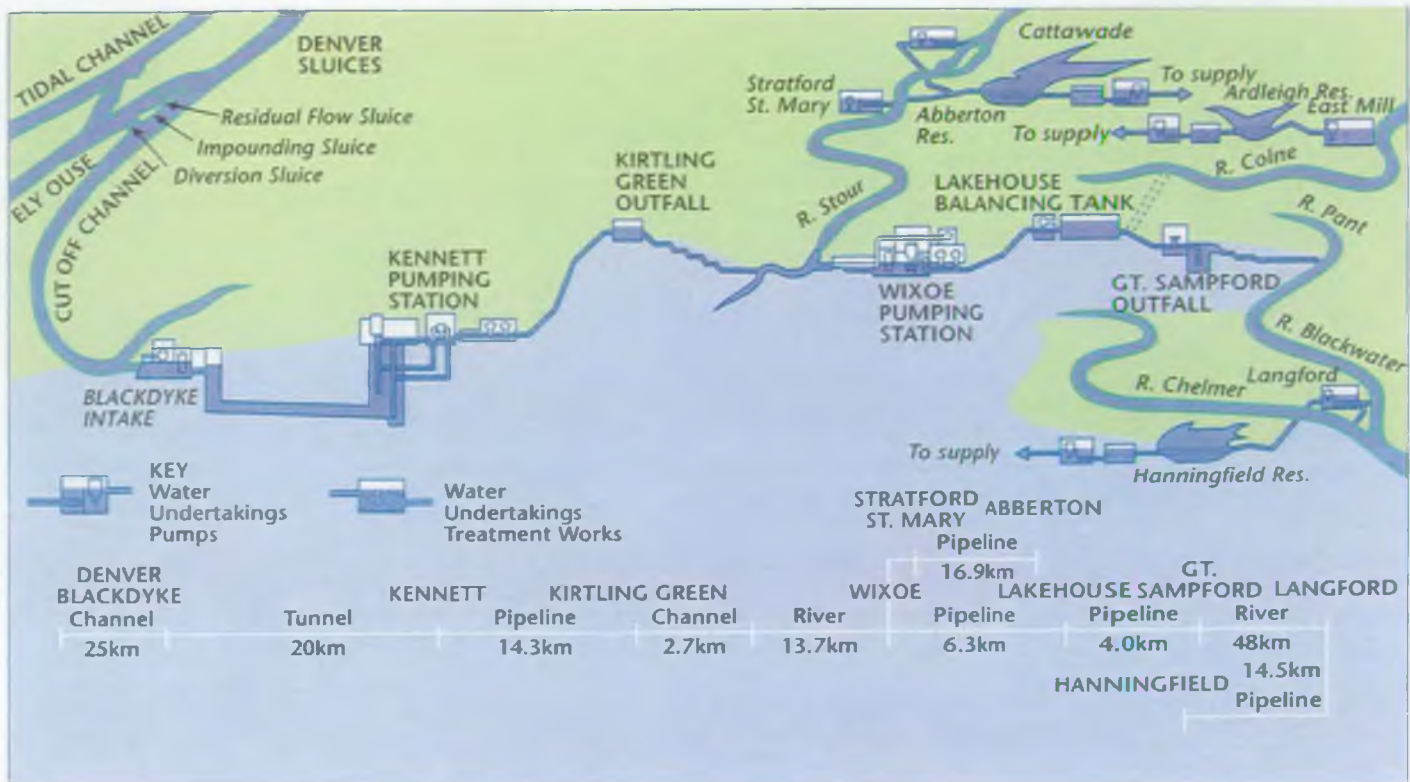 TIDAL CHANNEL
DENVER
SLUICES
Residual Flow Sluice
Impounding Sluice
Diversion Sluice
ELY OUSE
CUT OFF CHANNEL
BLACKDYKE
INTAKE
KENNETT
PUMPING
STATION
KIRTLING
GREEN
OUTFALL
Stratford
St. Mary
R. Stour
Cattawade
Abberton
Res.
To supply
Ardleigh Res.
East Mill
To supply
R. Colne
LAKEHOUSE
BALANCING TANK
R. Pant
WIXOE
PUMPING
STATION
GT. SAMPFORD
OUTFALL
R. Blackwater
R. Chelmer
Langford
To supply
Hanningfield Res.
KEY
Water
Undertakings
Pumps
Water
Undertakings
Treatment Works
STRATFORD
ST. MARY
ABBERTON
Pipeline
16.9km
DENVER
BLACKDYKE
KENNETT
KIRTLING GREEN
WIXOE
LAKEHOUSE
GT.
SAMPFORD
LANGFORD
Channel
Tunnel
Pipeline
Channel
River
Pipeline
Pipeline
River
25km
20km
14.3km
2.7km
13.7km
6.3km
4.0km
48km
14.5km
HANNINGFIELD
Pipeline